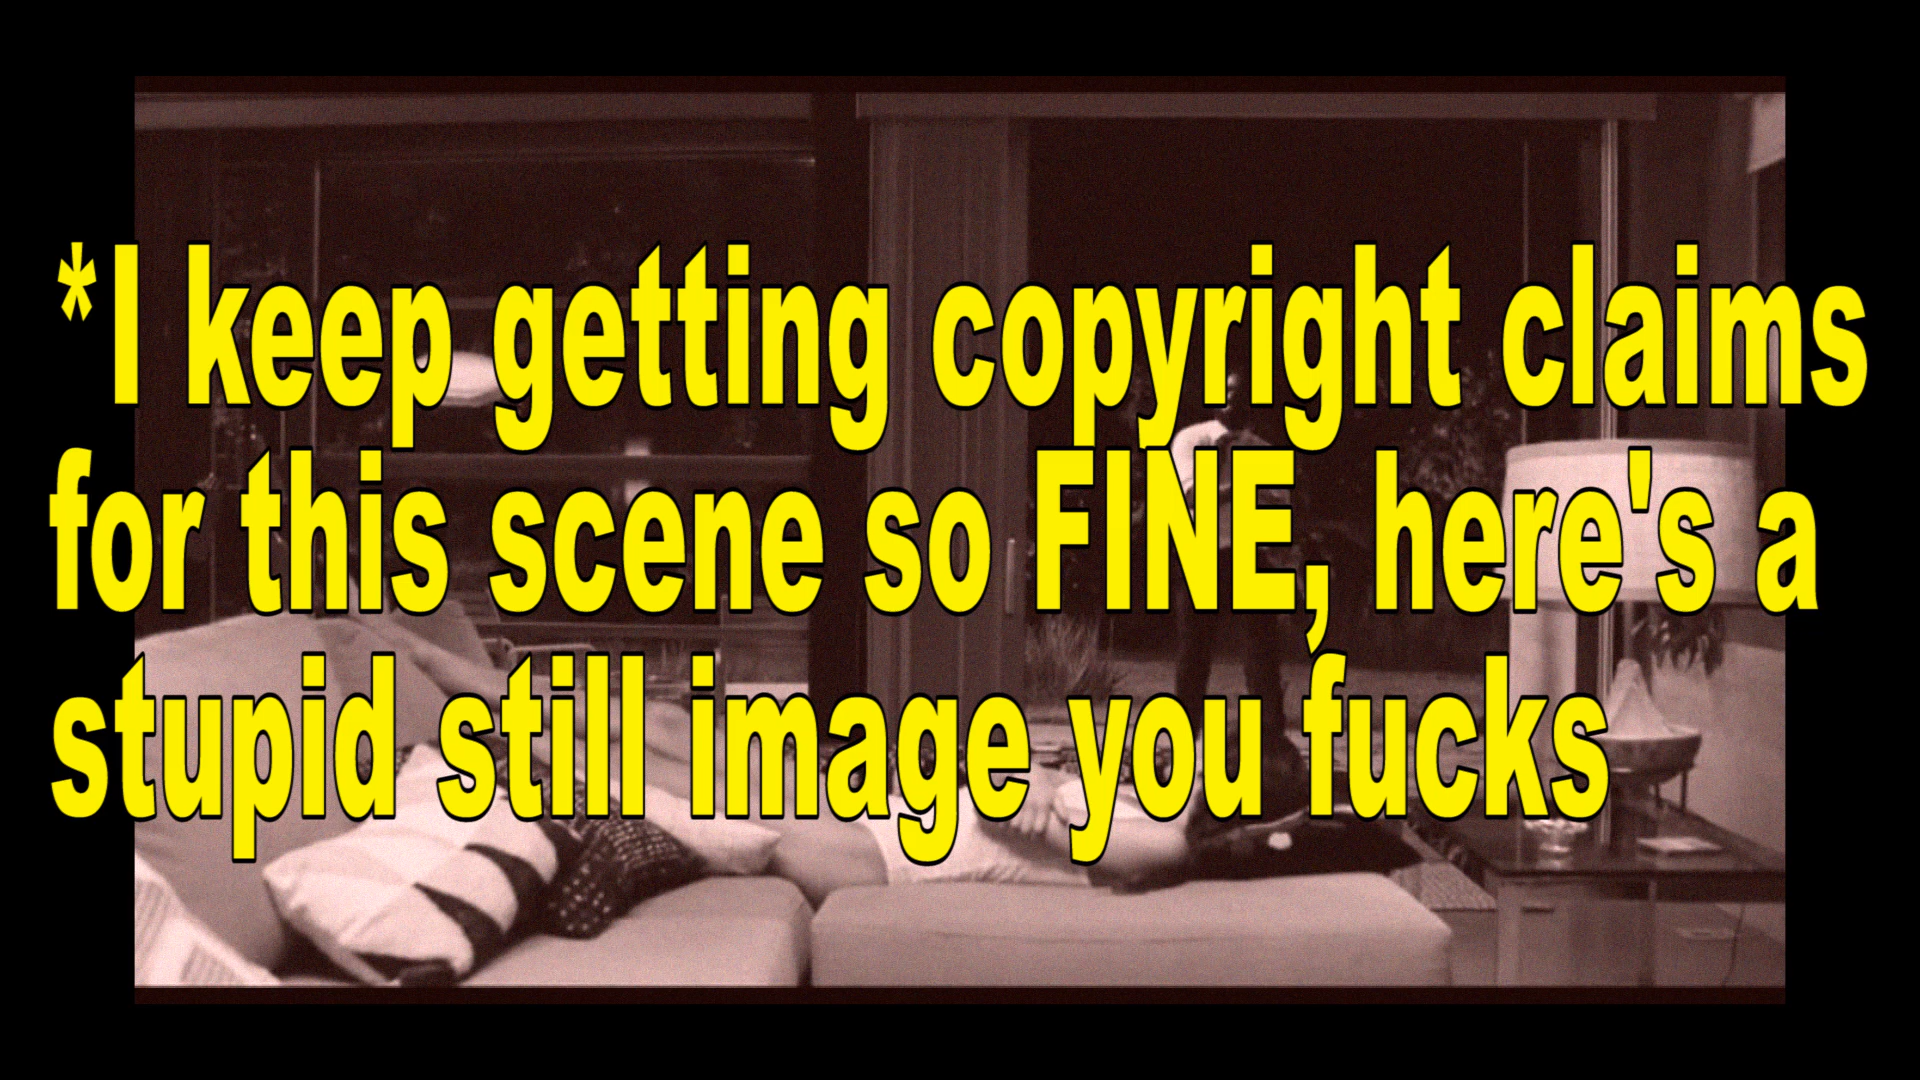 *I keep getting copyright claims
for this scene so FINE, here's a
stupid still image you fucks